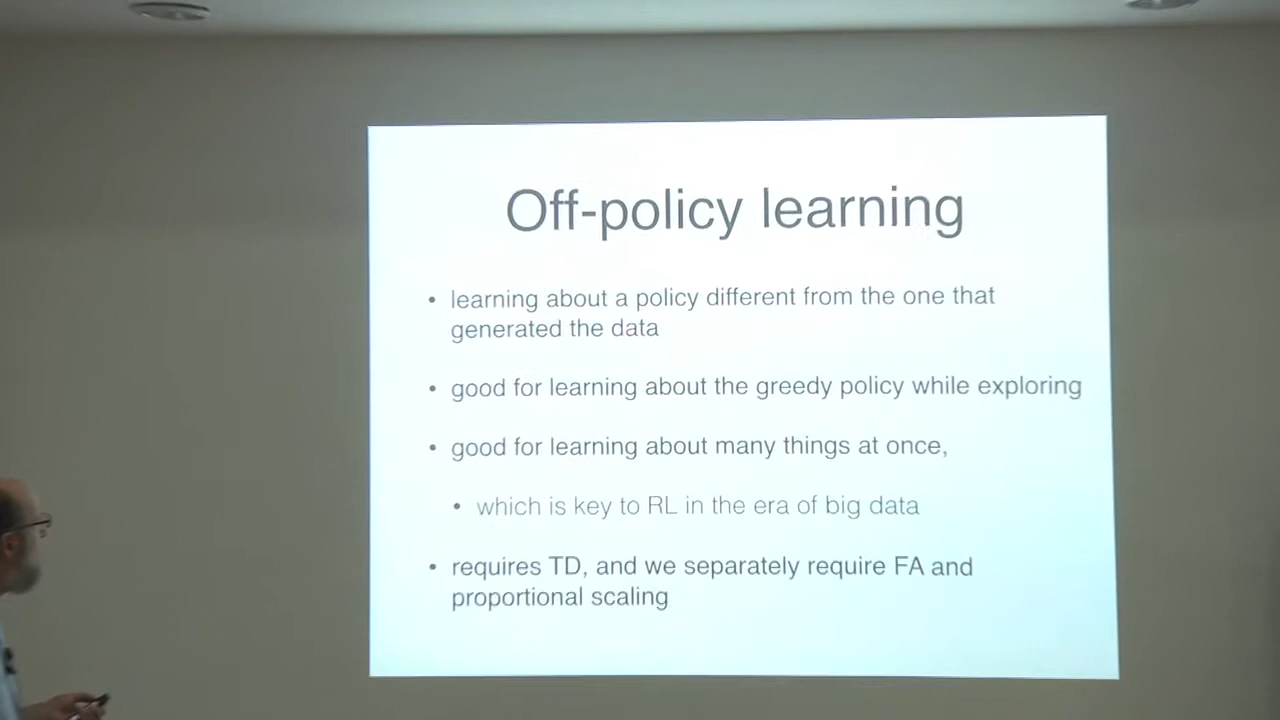 Off-policy learning
• learning about a policy different from the one that
generated the data
• good for learning about the greedy policy while exploring
• good for learning about many things at once,
• which is key to RL in the era of big data
• requires TD, and we separately require FA and
proportional scaling